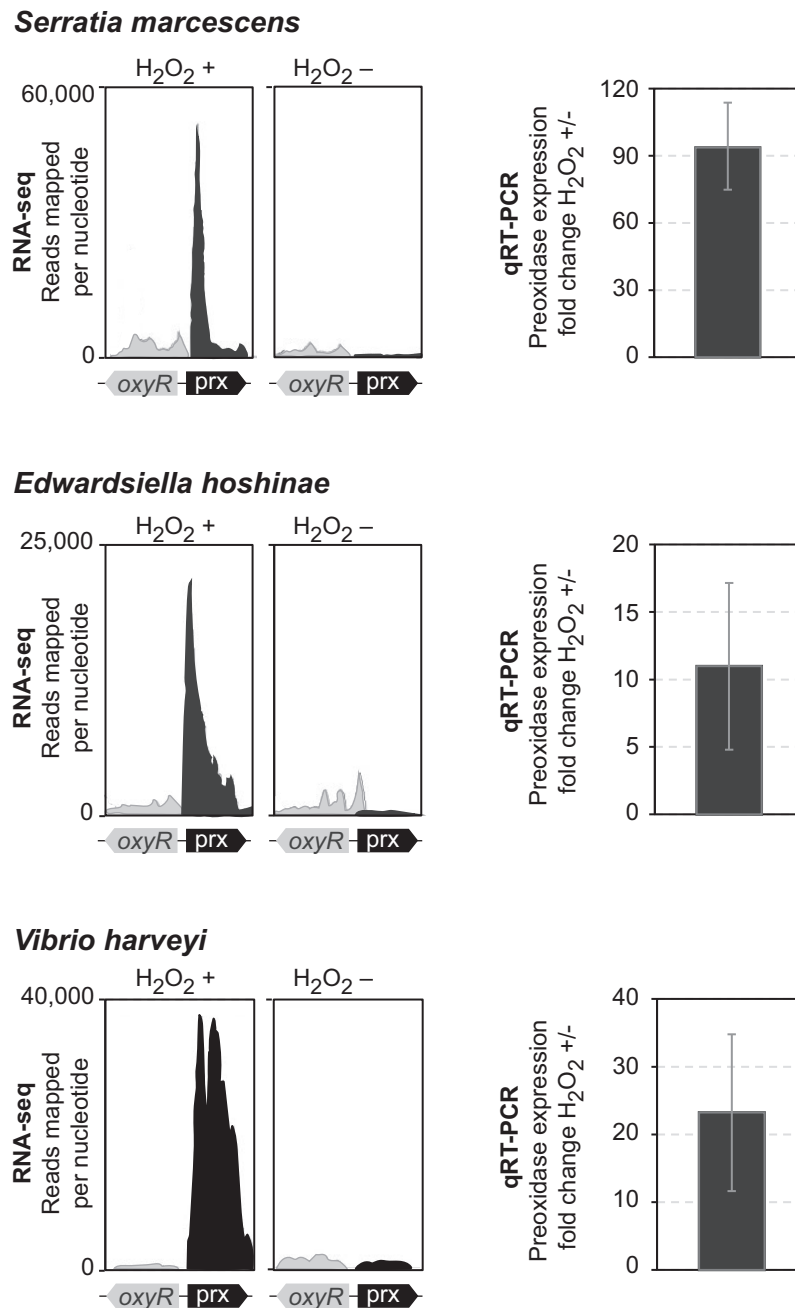 Serratia marcescens
H2O2 +
H2O2 –
60,000
0
RNA-seq
Reads mapped
per nucleotide
oxyR
prx
oxyR
prx
qRT-PCR
Preoxidase expression
fold change H2O2 +/-
120
90
60
30
0
Edwardsiella hoshinae
H2O2 +
H2O2 –
25,000
0
RNA-seq
Reads mapped
per nucleotide
oxyR
prx
oxyR
prx
qRT-PCR
Preoxidase expression
fold change H2O2 +/-
20
15
10
5
0
Vibrio harveyi
H2O2 +
H2O2 –
40,000
0
RNA-seq
Reads mapped
per nucleotide
oxyR
prx
oxyR
prx
qRT-PCR
Preoxidase expression
fold change H2O2 +/-
40
30
20
10
0